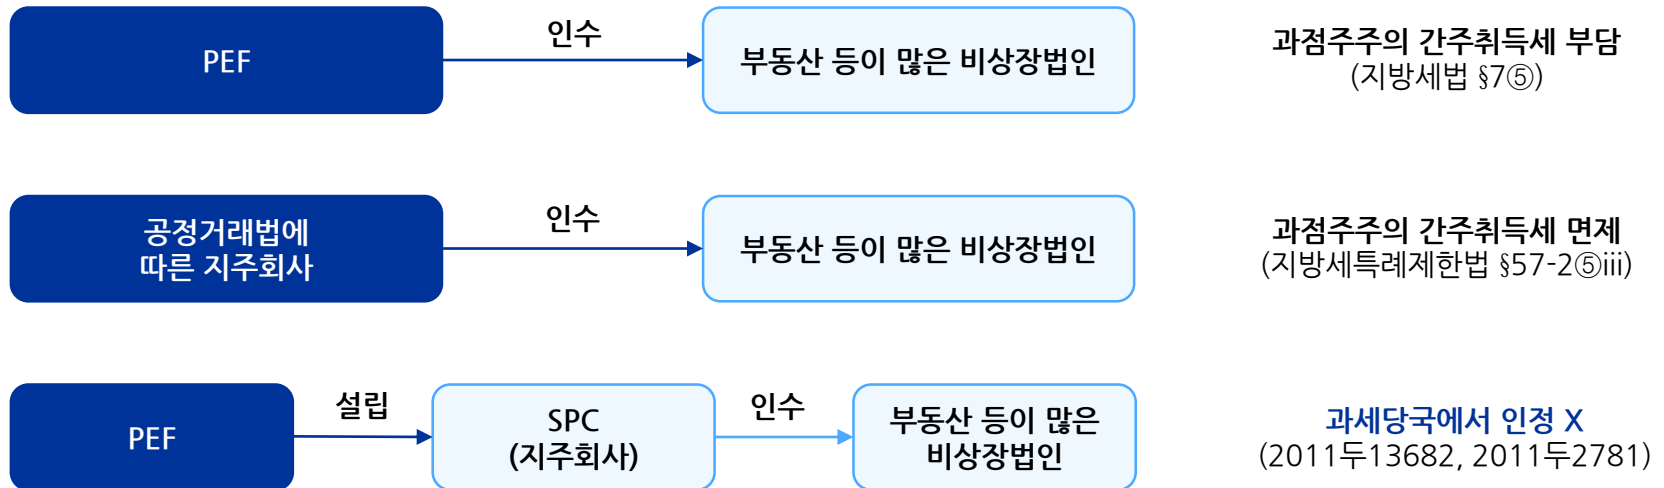 PEF
인수
부동산 등이 많은 비상장법인
과점주주의 간주취득세 부담
(지방세법 §7⑤)
공정거래법에
따른 지주회사
인수
부동산 등이 많은 비상장법인
과점주주의 간주취득세 면제
(지방세특례제한법 §57-2⑤iii)
PEF
설립
SPC
(지주회사)
인수
부동산 등이 많은
비상장법인
과세당국에서 인정 X
(2011두13682, 2011두2781)